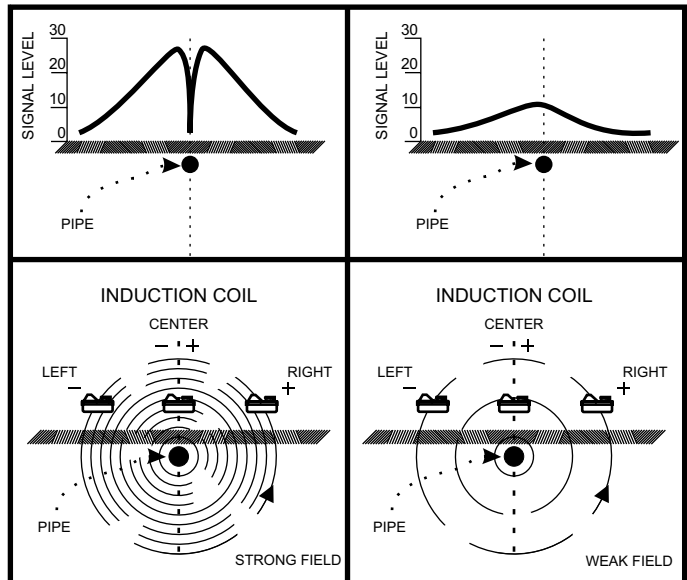 SIGNAL LEVEL
30
20
10
0
PIPE
SIGNAL LEVEL
30
20
10
0
PIPE
INDUCTION COIL
CENTER
– +
LEFT
–
RIGHT
+
PIPE
STRONG FIELD
INDUCTION COIL
CENTER
– +
LEFT
–
RIGHT
+
PIPE
WEAK FIELD